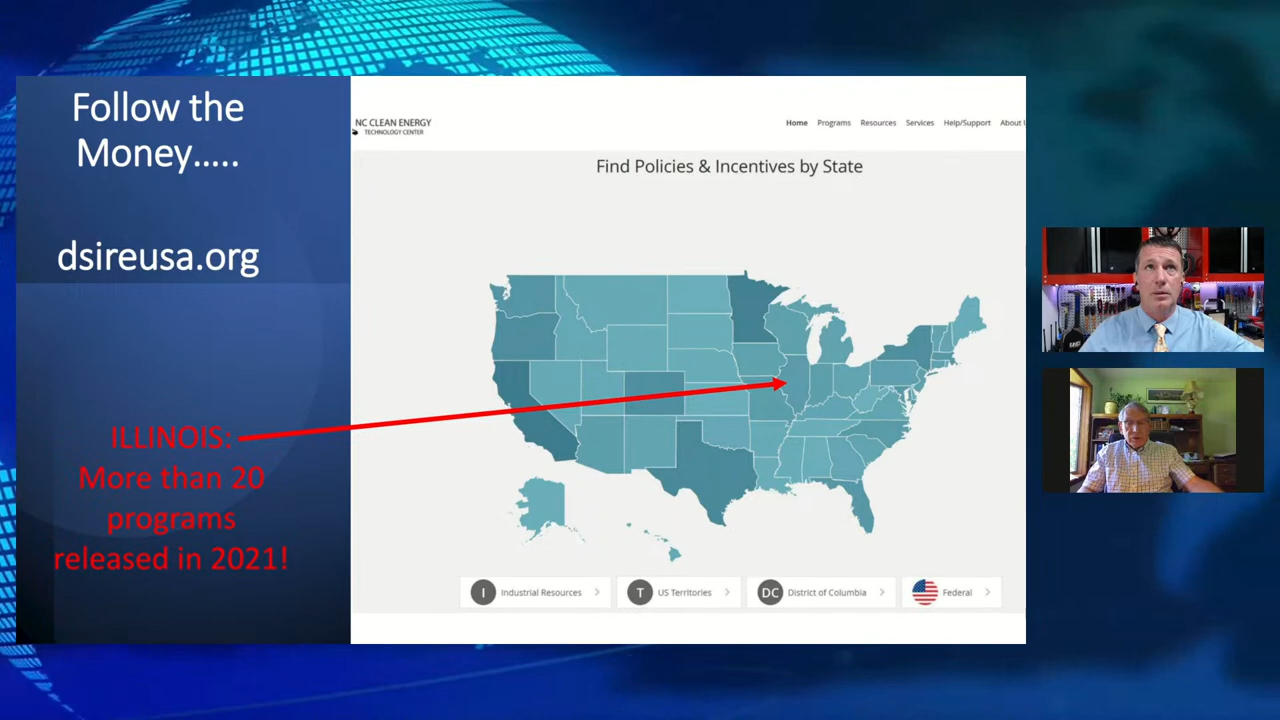 Follow the
Money.....
dsireusa.org
ILLINOIS:
More than 20
programs
released in 2021!
NC CLEAN ENERGY
TECHNOLOGY CENTER
Home Programs Resources Services Help/Support About U
Find Policies & Incentives by State
I Industrial Resources
T US Territories
DC District of Columbia
Federal